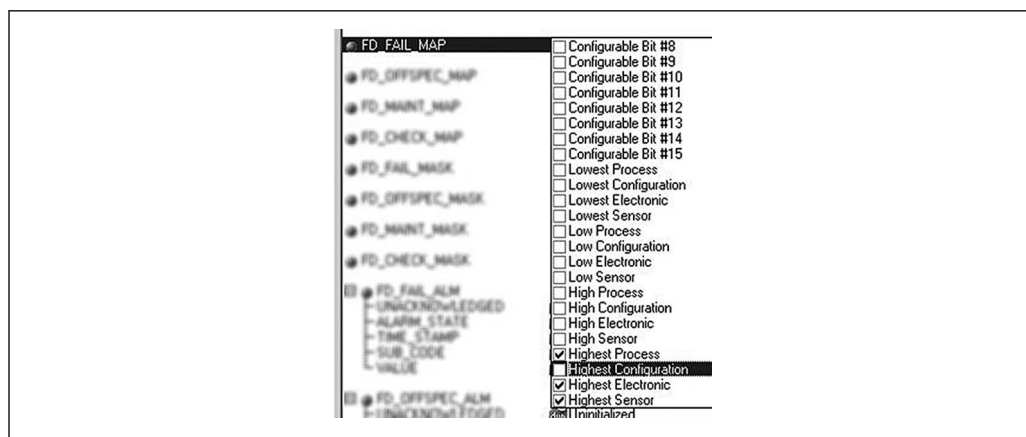 FD_FAIL_MAP
FD_OFFSPEC_MAP
FD_MAINT_MAP
FD_CHECK_MAP
FD_FAIL_MASK
FD_OFFSPEC_MASK
FD_MAINT_MASK
FD_CHECK_MASK
FD_FAIL_ALM
UNACKNOWLEDGED
ALARM_STATE
TIME_STAMP
SUB_CODE
VALUE
FD_OFFSPEC_ALM
UNACKNOWLEDGED
Configurable Bit #8
Configurable Bit #9
Configurable Bit #10
Configurable Bit #11
Configurable Bit #12
Configurable Bit #13
Configurable Bit #14
Configurable Bit #15
Lowest Process
Lowest Configuration
Lowest Electronic
Lowest Sensor
Low Process
Low Configuration
Low Electronic
Low Sensor
High Process
High Configuration
High Electronic
High Sensor
Highest Process
Highest Configuration
Highest Electronic
Highest Sensor
Uninitialized